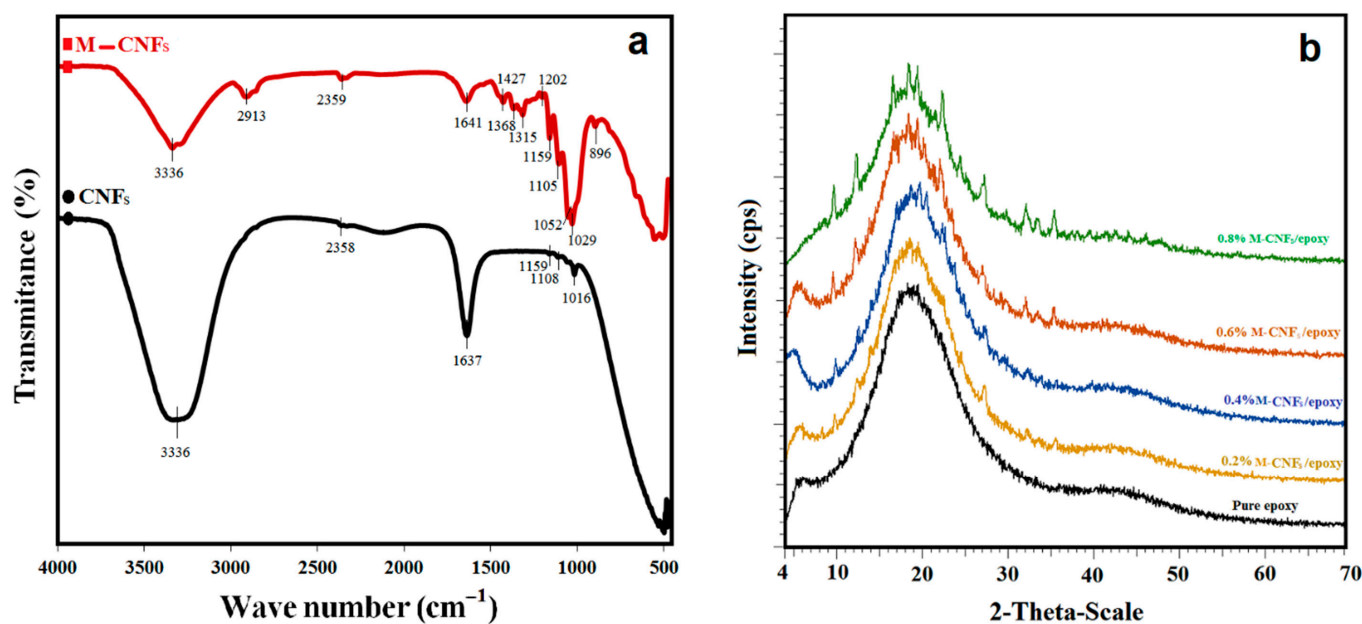 a
M — CNFs
2913
2359
1427
1202
1641
1368
1315
896
3336
1159
1105
1052
1029
CNFs
2358
1159
1108
1016
1637
3336
Transmitance (%)
4000 3000 2500 2000 1500 1000 500
Wave number (cm⁻¹)
b
0.8% M-CNFs/epoxy
0.6% M-CNFs/epoxy
0.4%M-CNFs/epoxy
0.2% M-CNFs/epoxy
Pure epoxy
Intensity (cps)
4 10 20 30 40 50 60 70
2-Theta-Scale